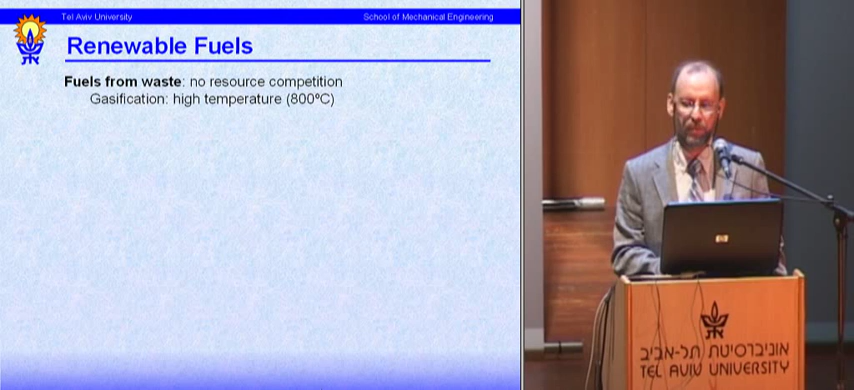 Tel Aviv University
School of Mechanical Engineering
Renewable Fuels
Fuels from waste: no resource competition
Gasification: high temperature (800ºC)
hp
אוניברסיטת תל-אביב
TEL AVIV UNIVERSITY